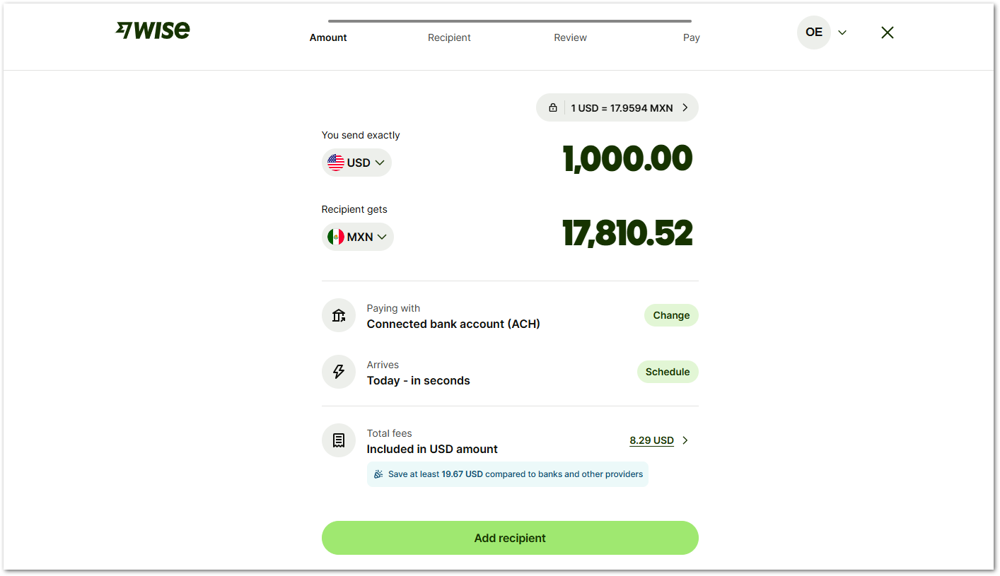 WISE
Amount Recipient Review Pay
OE
1 USD = 17.9594 MXN
You send exactly
USD 1,000.00
Recipient gets
MXN 17,810.52
Paying with
Connected bank account (ACH)
Change
Arrives
Today - in seconds
Schedule
Total fees
Included in USD amount
8.29 USD
Save at least 19.67 USD compared to banks and other providers
Add recipient